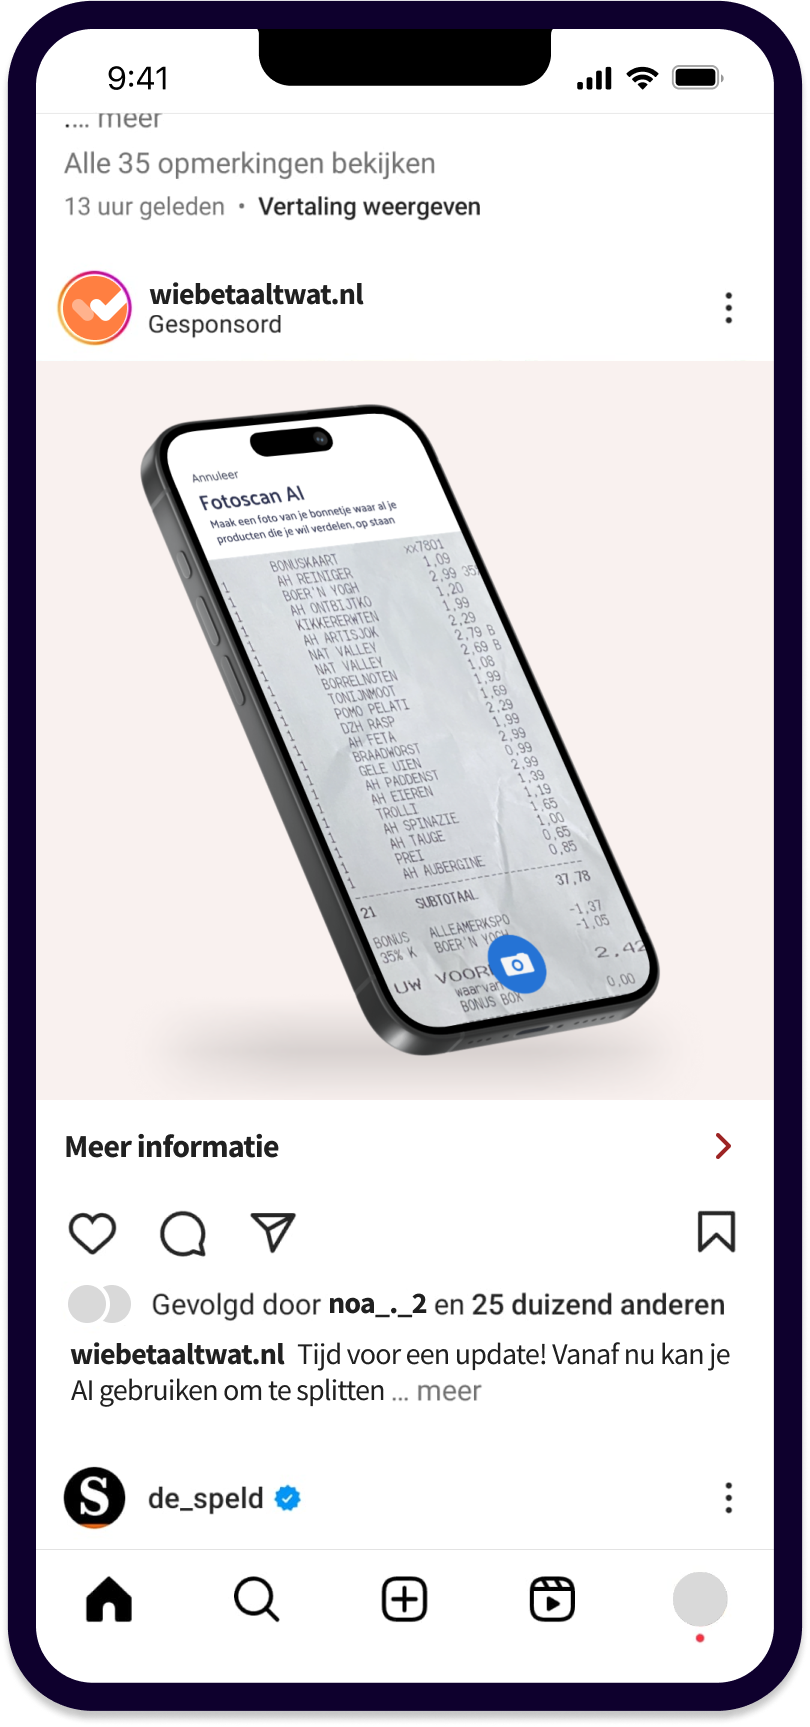 9:41
.... meer
Alle 35 opmerkingen bekijken
13 uur geleden • Vertaling weergeven
wiebetaaltwat.nl
Gesponsord
Annuleer
Fotoscan AI
Maak een foto van je bonnetje waar al je
producten die je wil verdelen, op staan
BONUSKAART xx7801
1 AH REINIGER 1,09
1 BOER'N YOGH 2,99 35%
1 AH ONTBIJTKO 1,20
1 KIKKERERWTEN 1,99
1 AH ARTISJOK 2,29
1 NAT VALLEY 2,79 B
1 NAT VALLEY 2,69 B
1 BORRELNOTEN 1,08
1 TONIJNMOOT 1,99
1 POMO PELATI 1,69
1 DZH RASP 2,29
1 AH FETA 1,99
1 BRAADWORST 2,99
1 GELE UIEN 0,99
1 AH PADDENST 2,99
1 AH EIEREN 1,39
1 TROLLI 1,19
1 AH SPINAZIE 1,65
1 AH TAUGE 1,00
1 PREI 0,65
1 AH AUBERGINE 0,85
21 SUBTOTAAL 37,78
BONUS ALLEAMERKSPO -1,37
35% K BOER'N YOGH -1,05
UW VOOR 2,42
waarvan
BONUS BOX 0,00
Meer informatie
Gevolgd door noa_._2 en 25 duizend anderen
wiebetaaltwat.nl Tijd voor een update! Vanaf nu kan je
AI gebruiken om te splitten ... meer
S de_speld